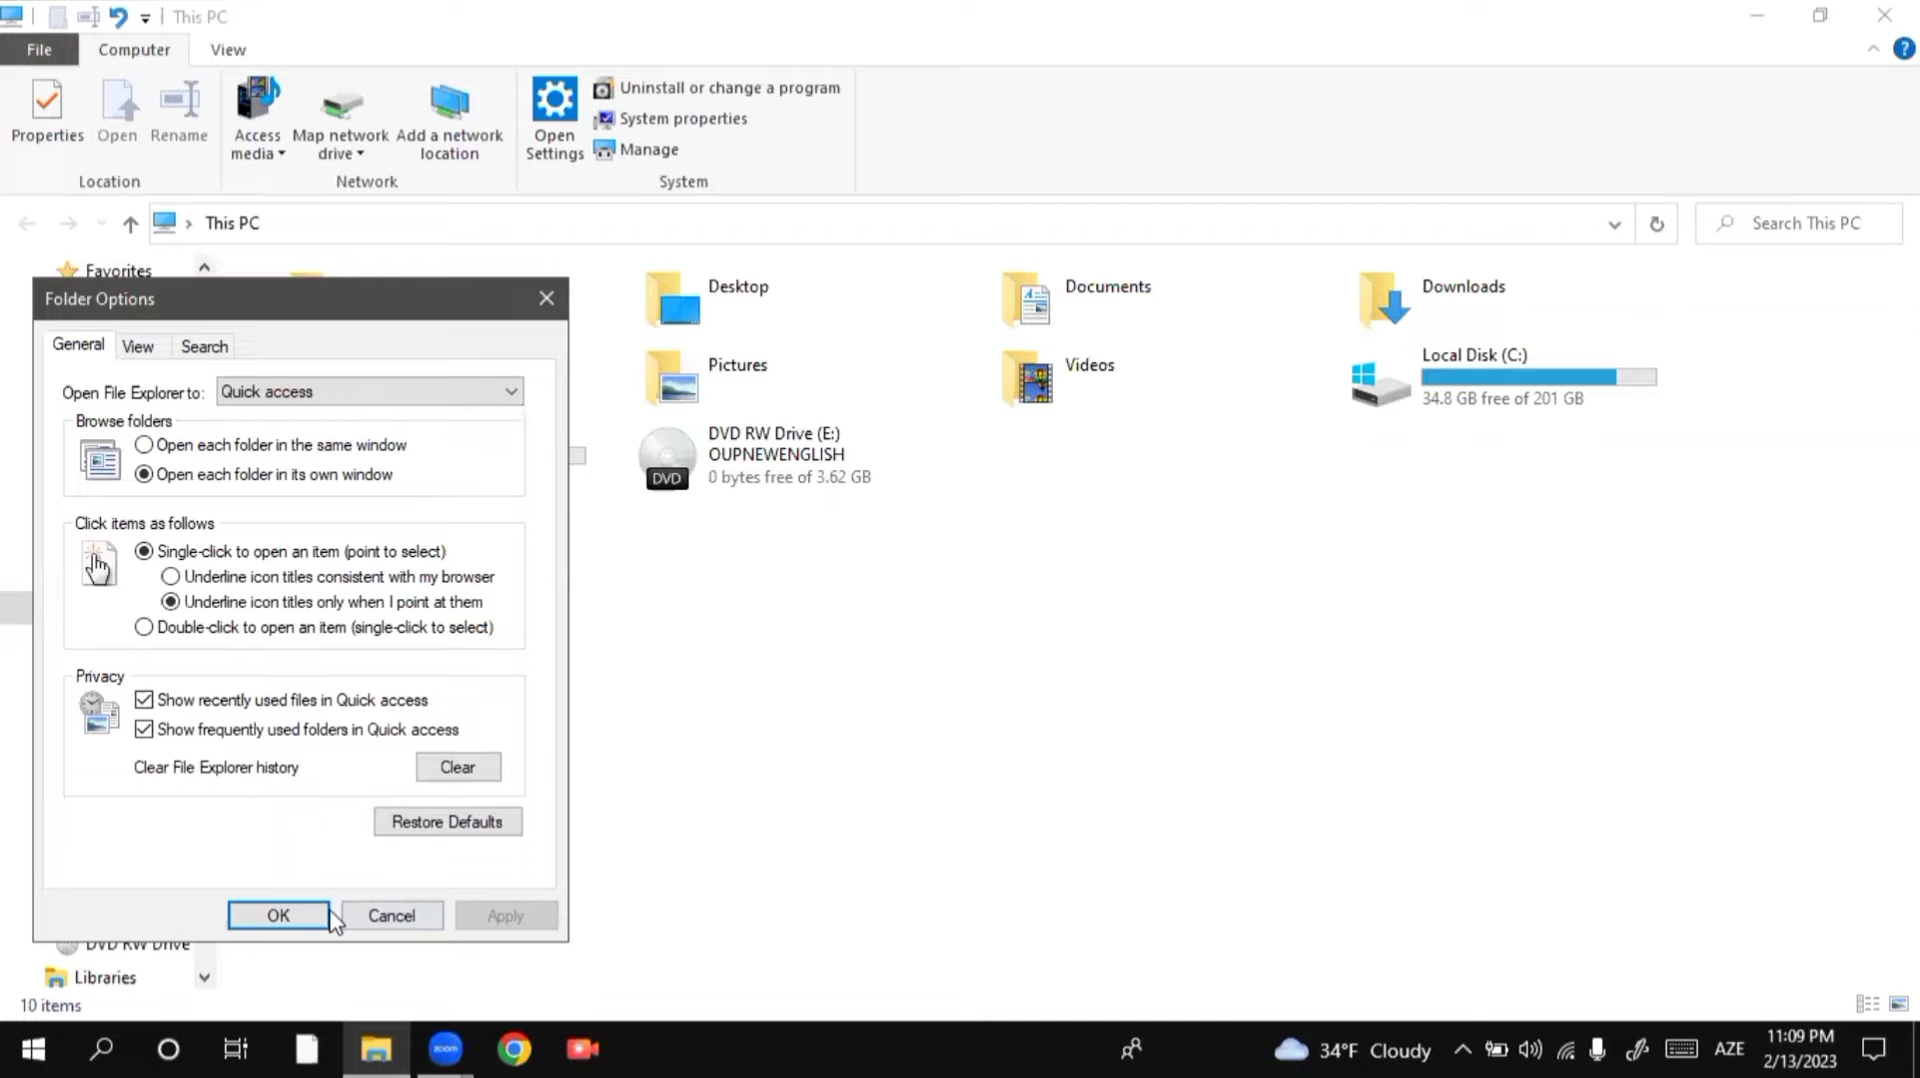 This PC
File
Computer
View
Properties
Open
Rename
Access
media
Map network
drive
Add a network
location
Open
Settings
Uninstall or change a program
System properties
Manage
Location
Network
System
This PC
Search This PC
Favorites
Folder Options
General
View
Search
Open File Explorer to:
Quick access
Browse folders
Open each folder in the same window
Open each folder in its own window
Click items as follows
Single-click to open an item (point to select)
Underline icon titles consistent with my browser
Underline icon titles only when I point at them
Double-click to open an item (single-click to select)
Privacy
Show recently used files in Quick access
Show frequently used folders in Quick access
Clear File Explorer history
Clear
Restore Defaults
OK
Cancel
Apply
Desktop
Documents
Downloads
Pictures
Videos
Local Disk (C:)
34.8 GB free of 201 GB
DVD RW Drive (E:)
OUPNEWENGLISH
0 bytes free of 3.62 GB
DVD
DVD RW Drive
Libraries
10 items
zoom
34°F Cloudy
AZE
11:09 PM
2/13/2023